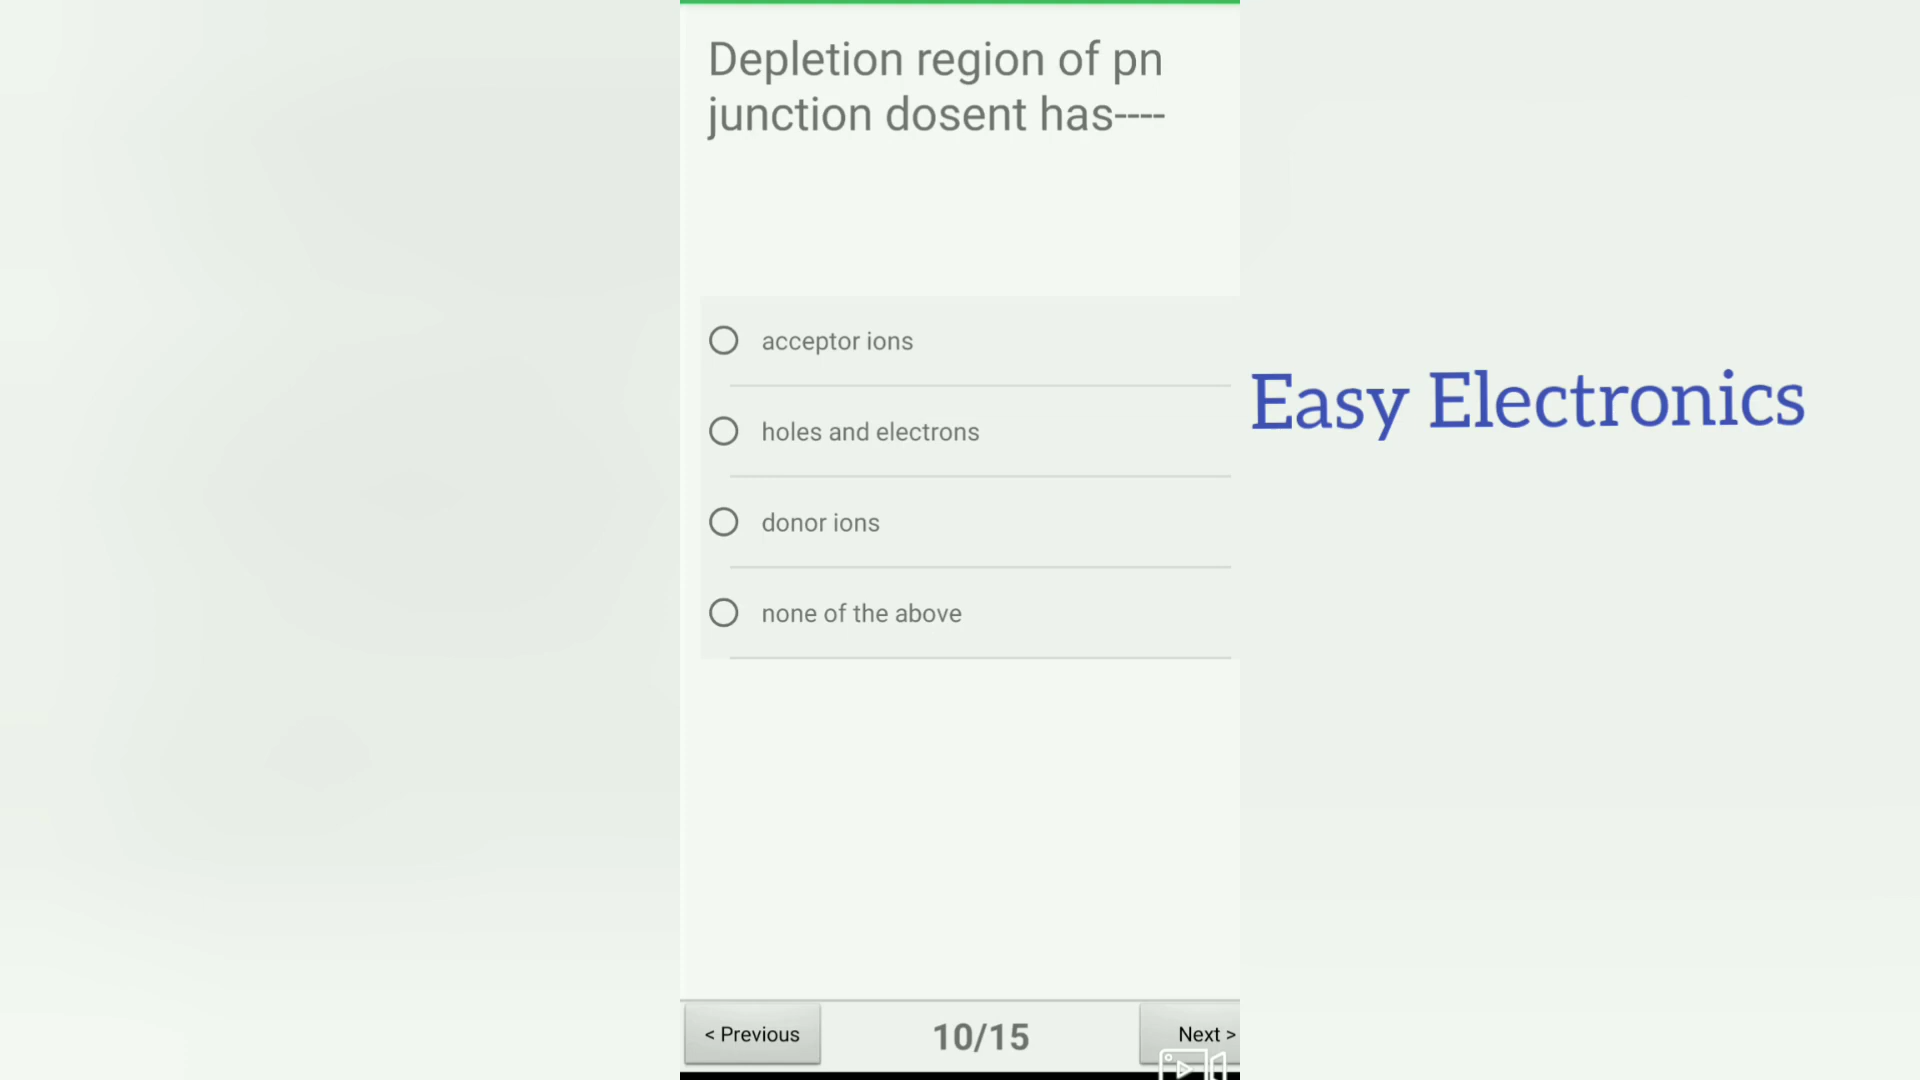 Depletion region of pn
junction dosent has----
acceptor ions
holes and electrons
donor ions
none of the above
Easy Electronics
< Previous
10/15
Next >